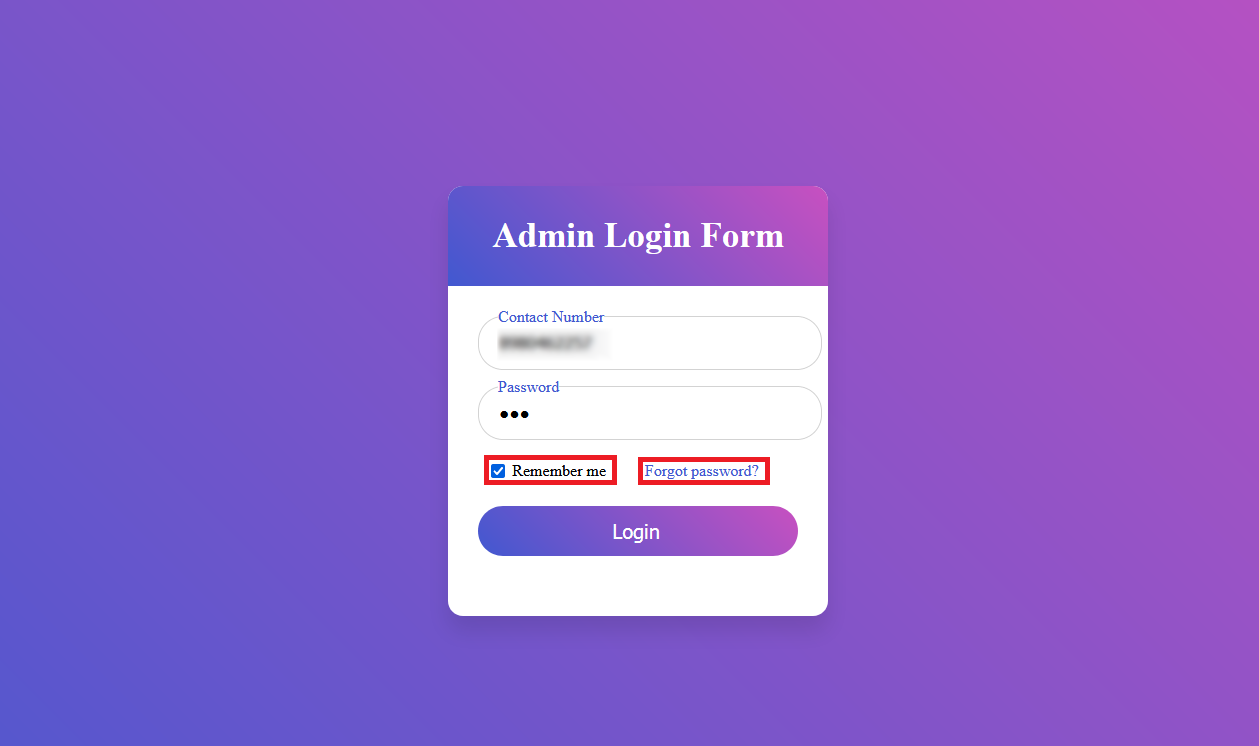 Admin Login Form
Contact Number
Password
Remember me Forgot password?
Login